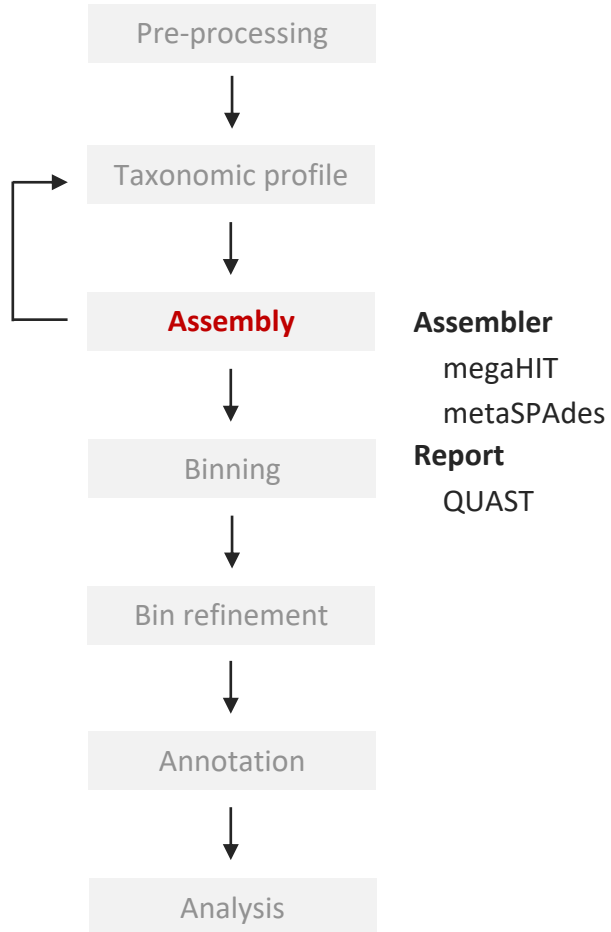 Pre-processing
Taxonomic profile
Assembly
Assembler
megaHIT
metaSPAdes
Binning
Report
QUAST
Bin refinement
Annotation
Analysis